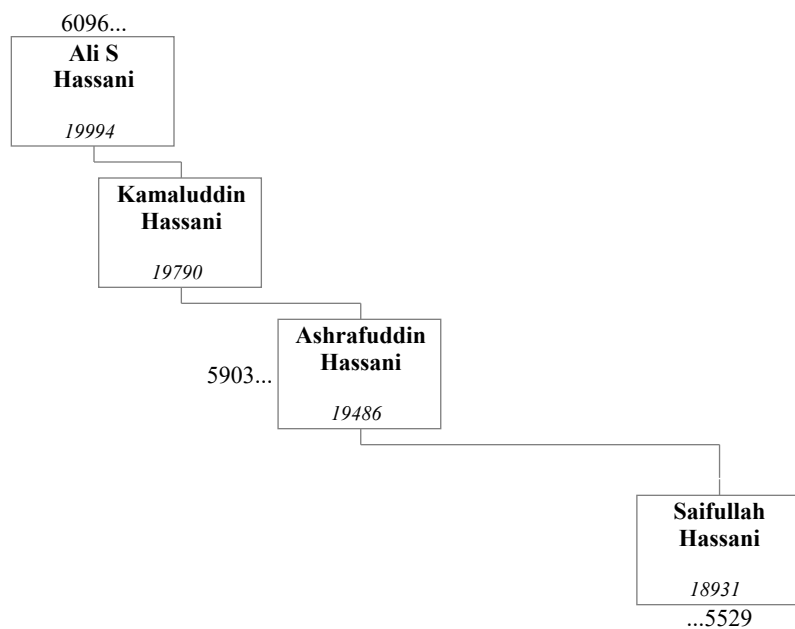 6096...
Ali S
Hassani
19994
Kamaluddin
Hassani
19790
Ashrafuddin
Hassani
5903...
19486
Saifullah
Hassani
18931
...5529